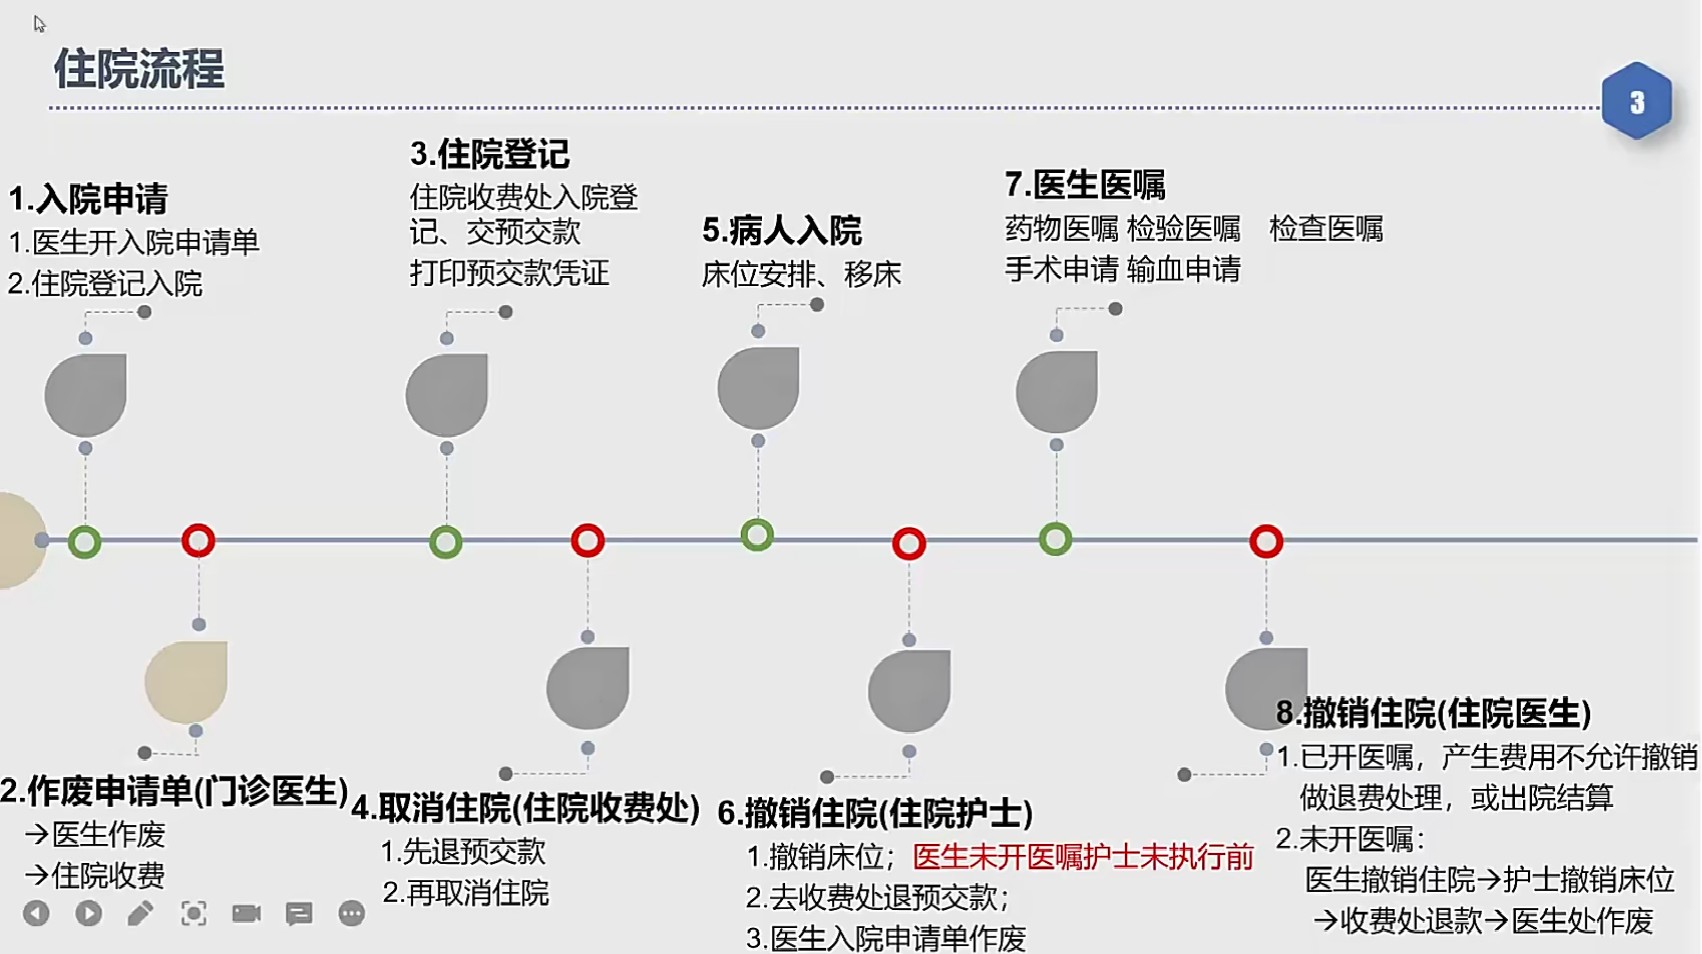 住院流程
3
1.入院申请
1.医生开入院申请单
2.住院登记入院
3.住院登记
住院收费处入院登
记、交预交款
打印预交款凭证
5.病人入院
床位安排、移床
7.医生医嘱
药物医嘱 检验医嘱 检查医嘱
手术申请 输血申请
2.作废申请单(门诊医生)
→医生作废
→住院收费
4.取消住院(住院收费处)
1.先退预交款
2.再取消住院
6.撤销住院(住院护士)
1.撤销床位；医生未开医嘱护士未执行前
2.去收费处退预交款；
3.医生入院申请单作废
8.撤销住院(住院医生)
1.已开医嘱，产生费用不允许撤销
做退费处理，或出院结算
2.未开医嘱：
医生撤销住院→护士撤销床位
→收费处退款→医生处作废